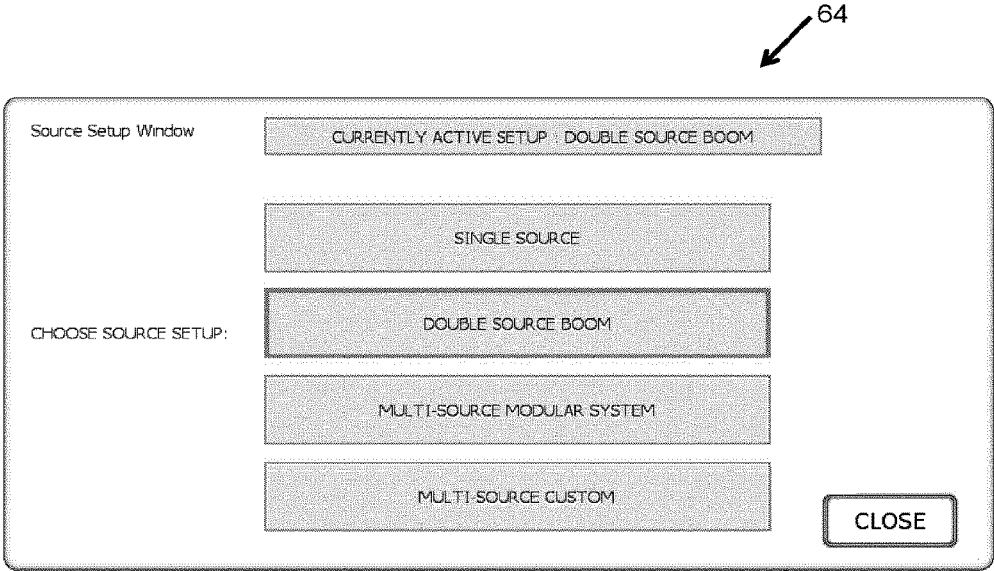 64
Source Setup Window
CURRENTLY ACTIVE SETUP : DOUBLE SOURCE BOOM
SINGLE SOURCE
CHOOSE SOURCE SETUP:
DOUBLE SOURCE BOOM
MULTI-SOURCE MODULAR SYSTEM
MULTI-SOURCE CUSTOM
CLOSE